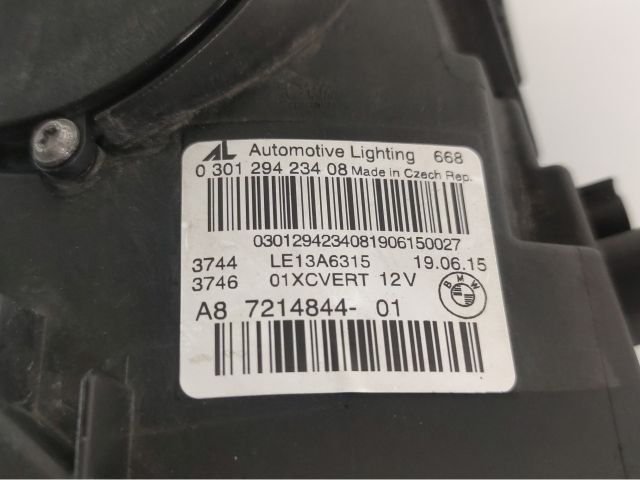 AL Automotive Lighting 668
0 301 294 234 08 Made in Czech Rep.
0301294234081906150027
3744 LE13A6315 19.06.15
3746 01XCVERT 12V
BMW
A8 7214844- 01